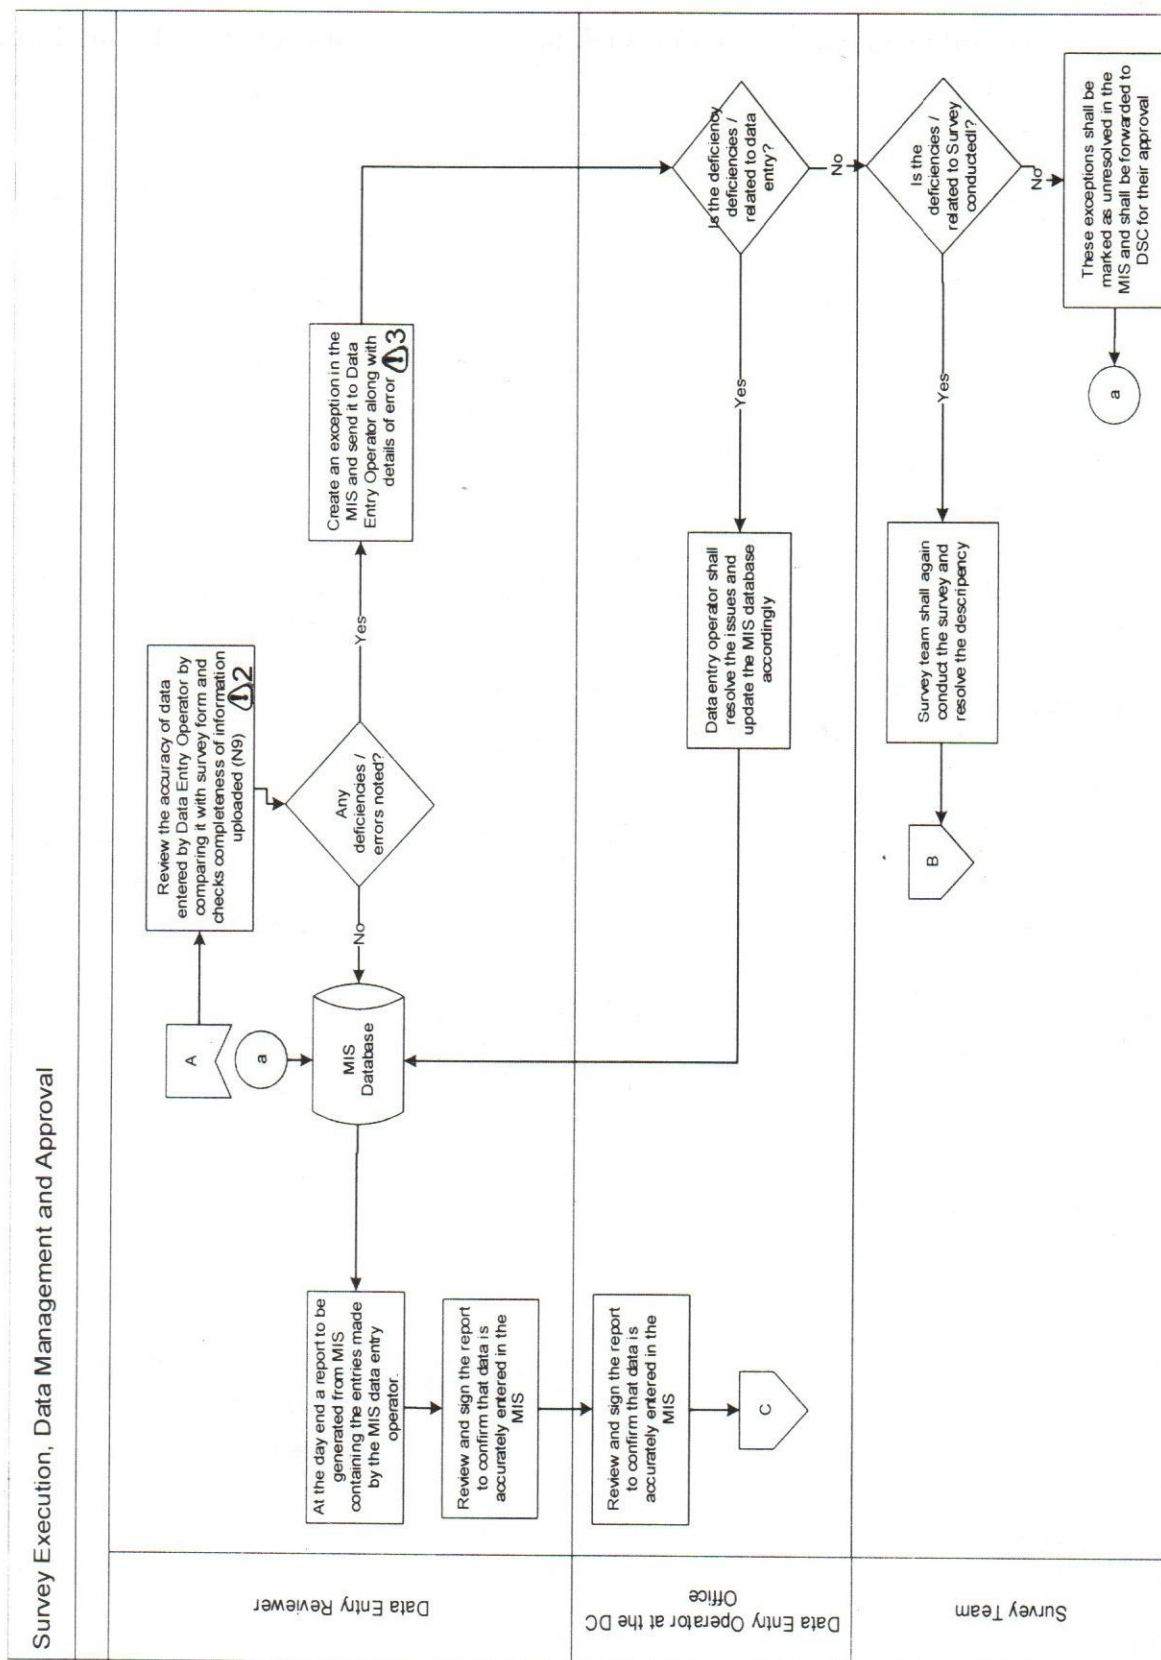 Survey Execution, Data Management and Approval
Data Entry Reviewer
A
Review the accuracy of data
entered by Data Entry Operator by
comparing it with survey form and
checks completeness of information
uploaded (N9)
2
a
MIS
Database
No
Any
deficiencies /
errors noted?
Yes
Create an exception in the
MIS and send it to Data
Entry Operator along with
details of error
3
At the day end a report to be
generated from MIS
containing the entries made
by the MIS data entry
operator.
Review and sign the report
to confirm that data is
accurately entered in the
MIS
Data Entry Operator at the DC
Office
Review and sign the report
to confirm that data is
accurately entered in the
MIS
C
Data entry operator shall
resolve the issues and
update the MIS database
accordingly
Yes
Is the deficiency
deficiencies /
related to data
entry?
No
Survey Team
B
Survey team shall again
conduct the survey and
resolve the descripency
Yes
Is the
deficiencies /
related to Survey
conducted!?
No
These exceptions shall be
marked as unresolved in the
MIS and shall be forwarded to
DSC for their approval
a